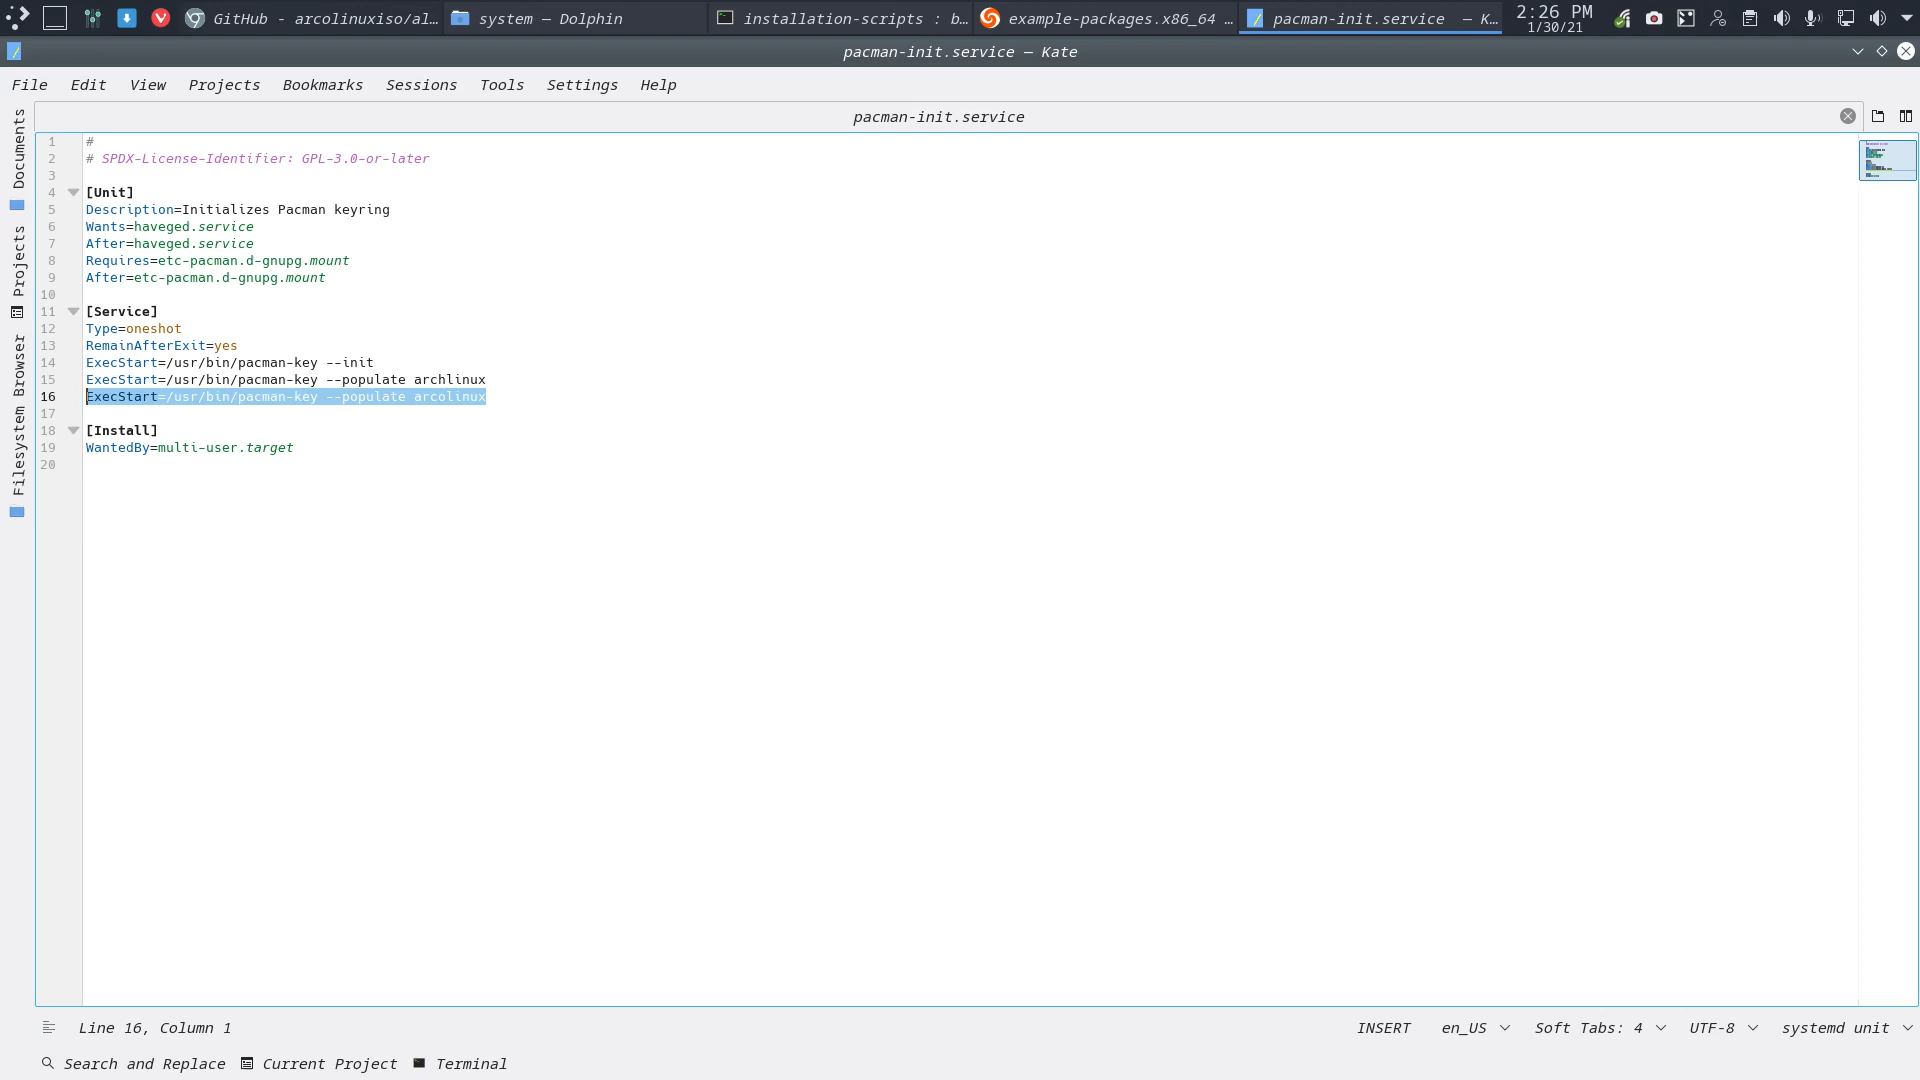 GitHub - arcolinuxiso/al…
system — Dolphin
installation-scripts : b…
example-packages.x86_64 …
pacman-init.service — K…
2:26 PM
1/30/21
pacman-init.service — Kate
File Edit View Projects Bookmarks Sessions Tools Settings Help
pacman-init.service
Documents
Projects
Filesystem Browser
1 #
2 # SPDX-License-Identifier: GPL-3.0-or-later
3
4 [Unit]
5 Description=Initializes Pacman keyring
6 Wants=haveged.service
7 After=haveged.service
8 Requires=etc-pacman.d-gnupg.mount
9 After=etc-pacman.d-gnupg.mount
10
11 [Service]
12 Type=oneshot
13 RemainAfterExit=yes
14 ExecStart=/usr/bin/pacman-key --init
15 ExecStart=/usr/bin/pacman-key --populate archlinux
16 ExecStart=/usr/bin/pacman-key --populate arcolinux
17
18 [Install]
19 WantedBy=multi-user.target
20
Line 16, Column 1
INSERT en_US Soft Tabs: 4 UTF-8 systemd unit
Search and Replace Current Project Terminal